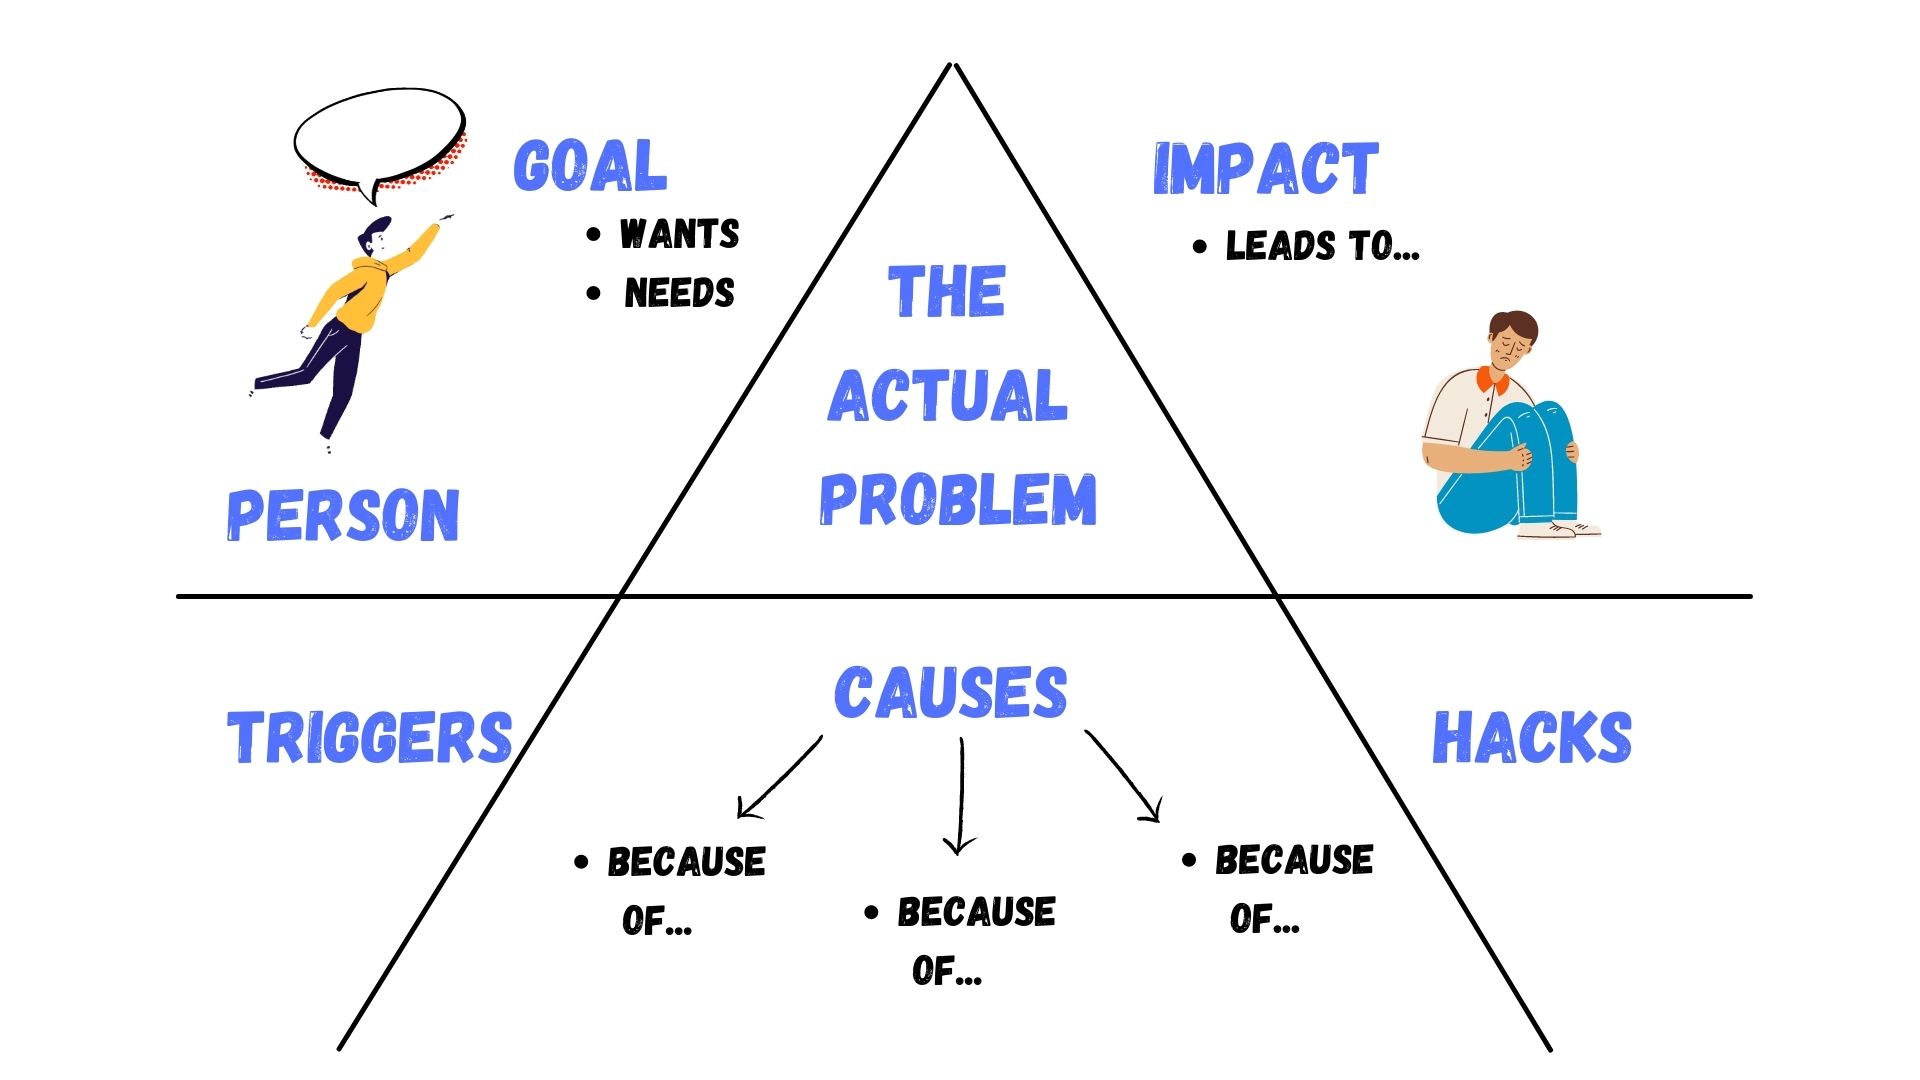 GOAL
• WANTS
• NEEDS
PERSON
THE
ACTUAL
PROBLEM
IMPACT
• LEADS TO...
TRIGGERS
CAUSES
• BECAUSE
OF...
• BECAUSE
OF...
• BECAUSE
OF...
HACKS